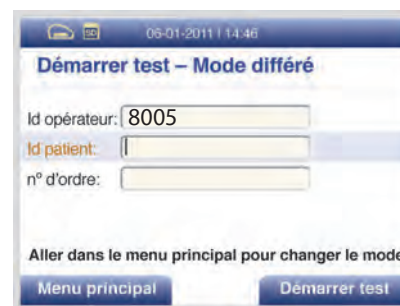 SD 06-01-2011 | 14:46
Démarrer test – Mode différé
Id opérateur: 8005
Id patient:
n° d'ordre:
Aller dans le menu principal pour changer le mode
Menu principal Démarrer test